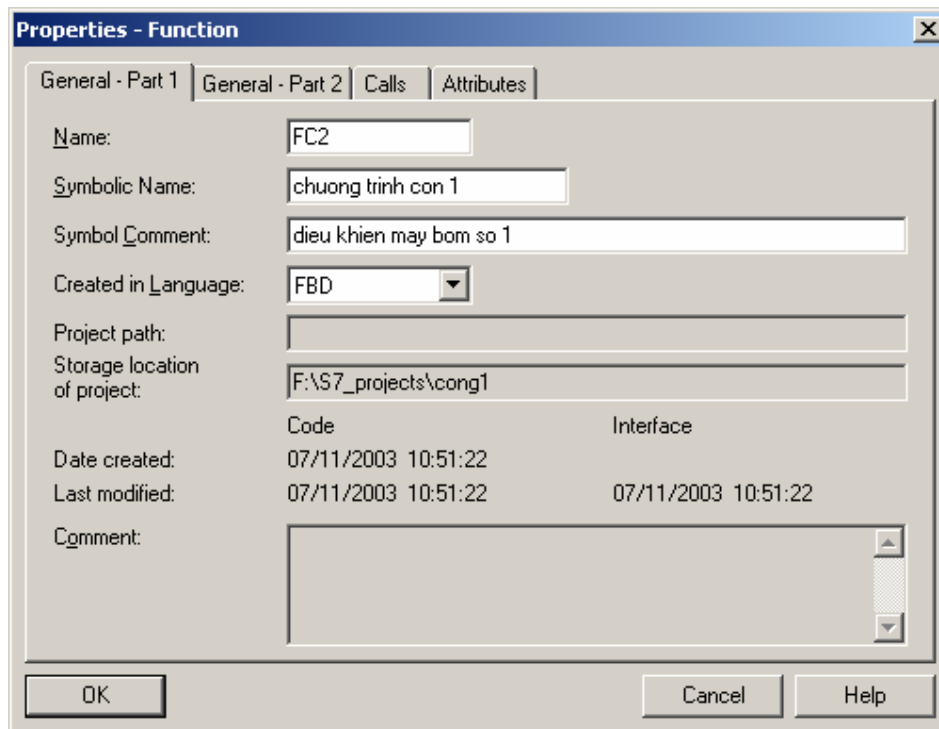 Properties - Function
General - Part 1 General - Part 2 Calls Attributes
Name: FC2
Symbolic Name: chuong trinh con 1
Symbol Comment: dieu khien may bom so 1
Created in Language: FBD
Project path:
Storage location
of project: F:\S7_projects\cong1
Code Interface
Date created: 07/11/2003 10:51:22
Last modified: 07/11/2003 10:51:22 07/11/2003 10:51:22
Comment:
OK Cancel Help